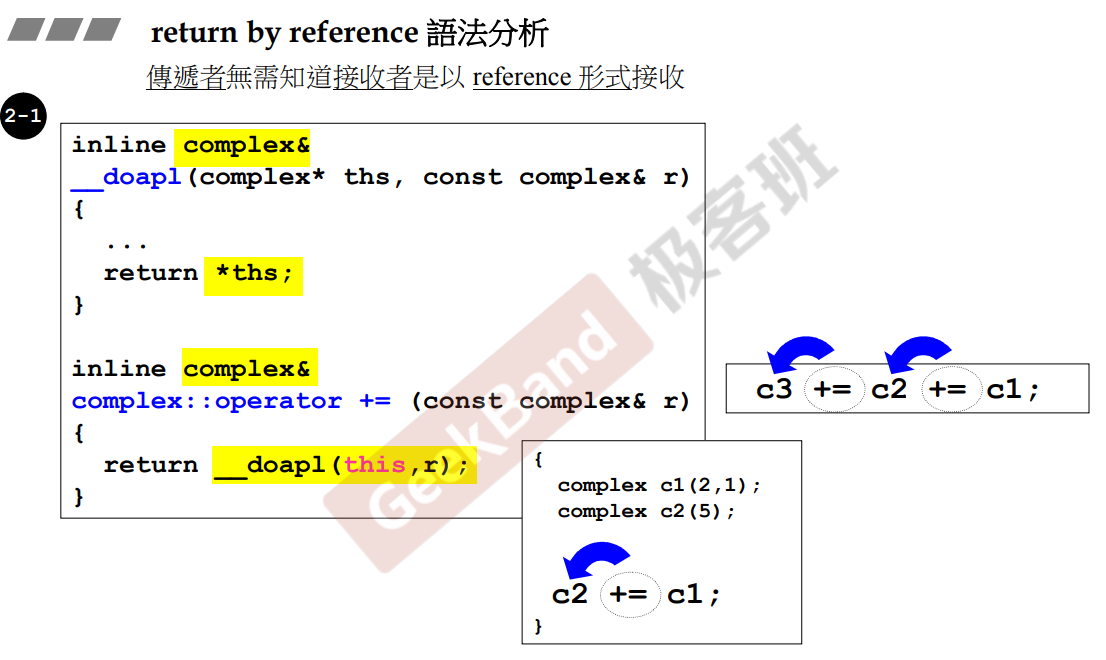 return by reference 語法分析
傳遞者無需知道接收者是以 reference 形式接收
2-1
inline complex&
__doapl(complex* ths, const complex& r)
{
...
return *ths;
}
inline complex&
complex::operator += (const complex& r)
{
return __doapl(this,r);
}
c3 += c2 += c1;
{
complex c1(2,1);
complex c2(5);
c2 += c1;
}
GeekBand 极客班